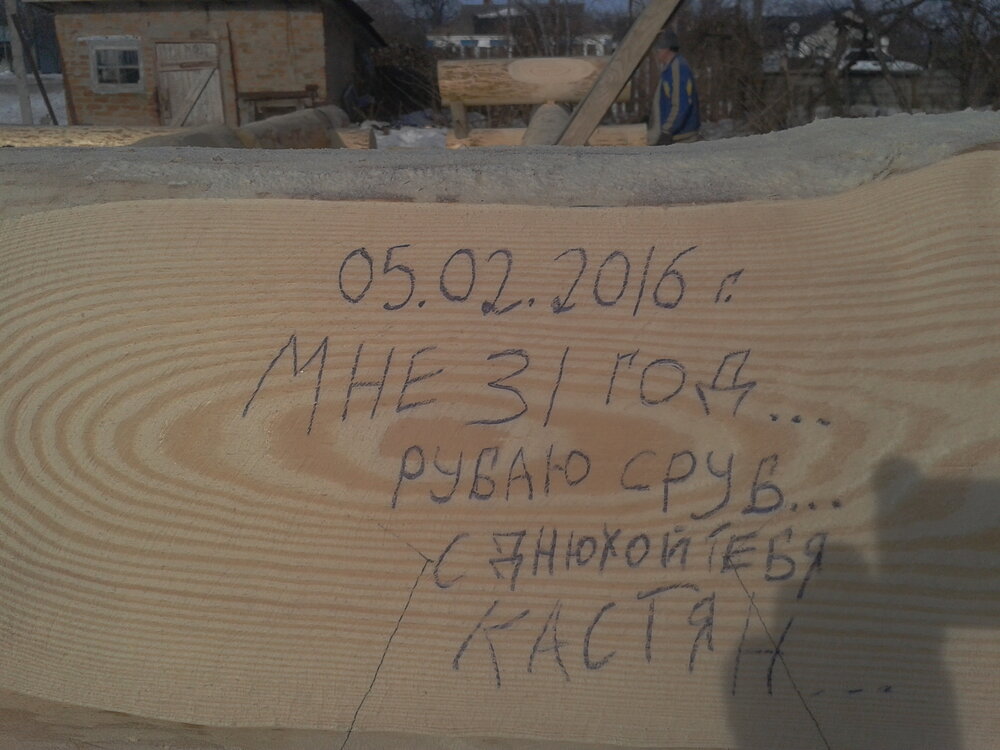 05.02.2016 г.
МНЕ 31 ГОД...
РУБАЮ СРУБ...
С ДНЮХОЙ ТЕБЯ
КАСТЯН...